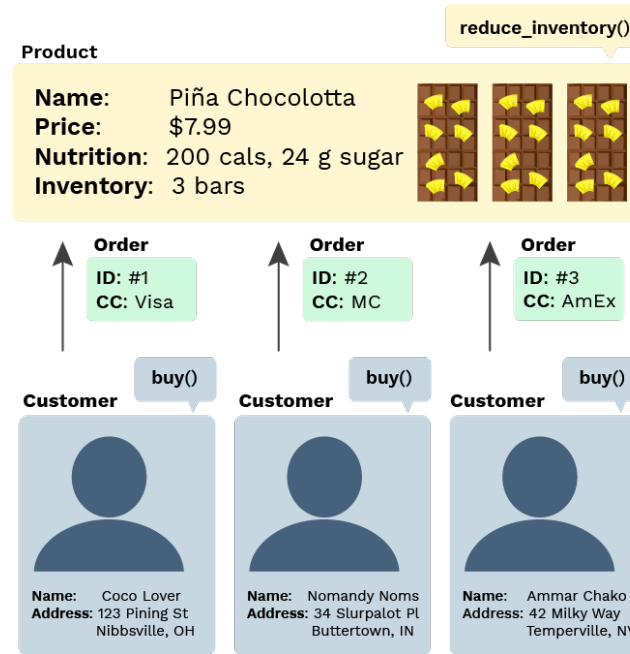 reduce_inventory()
Product
Name: Piña Chocolotta
Price: $7.99
Nutrition: 200 cals, 24 g sugar
Inventory: 3 bars
Order
ID: #1
CC: Visa
Order
ID: #2
CC: MC
Order
ID: #3
CC: AmEx
buy()
Customer
Name: Coco Lover
Address: 123 Pining St
Nibbsville, OH
buy()
Customer
Name: Nomandy Noms
Address: 34 Slurpalot Pl
Buttertown, IN
buy()
Customer
Name: Ammar Chako
Address: 42 Milky Way
Temperville, NV